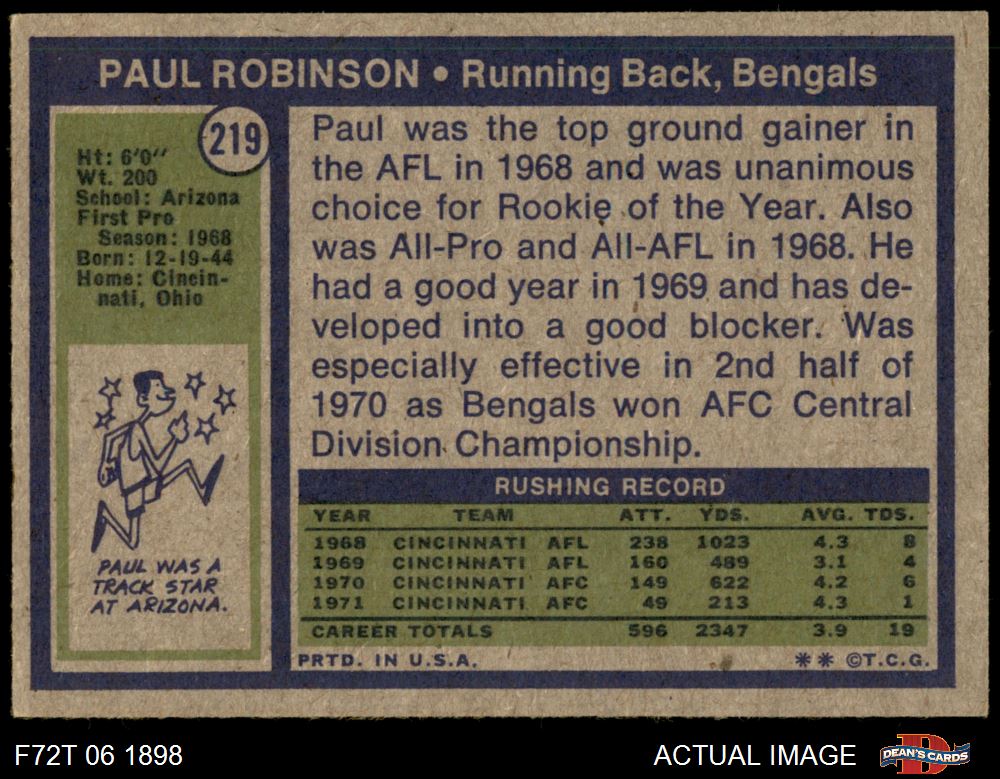 PAUL ROBINSON • Running Back, Bengals
219
Ht: 6'0"
Wt. 200
School: Arizona
First Pro
Season: 1968
Born: 12-19-44
Home: Cincin-
nati, Ohio
PAUL WAS A
TRACK STAR
AT ARIZONA.
Paul was the top ground gainer in
the AFL in 1968 and was unanimous
choice for Rookie of the Year. Also
was All-Pro and All-AFL in 1968. He
had a good year in 1969 and has de-
veloped into a good blocker. Was
especially effective in 2nd half of
1970 as Bengals won AFC Central
Division Championship.
RUSHING RECORD
YEAR TEAM ATT. YDS. AVG. TDS.
1968 CINCINNATI AFL 238 1023 4.3 8
1969 CINCINNATI AFL 160 489 3.1 4
1970 CINCINNATI AFC 149 622 4.2 6
1971 CINCINNATI AFC 49 213 4.3 1
CAREER TOTALS 596 2347 3.9 19
PRTD. IN U.S.A. ** ©T.C.G.
F72T 06 1898 ACTUAL IMAGE DEAN'S CARDS